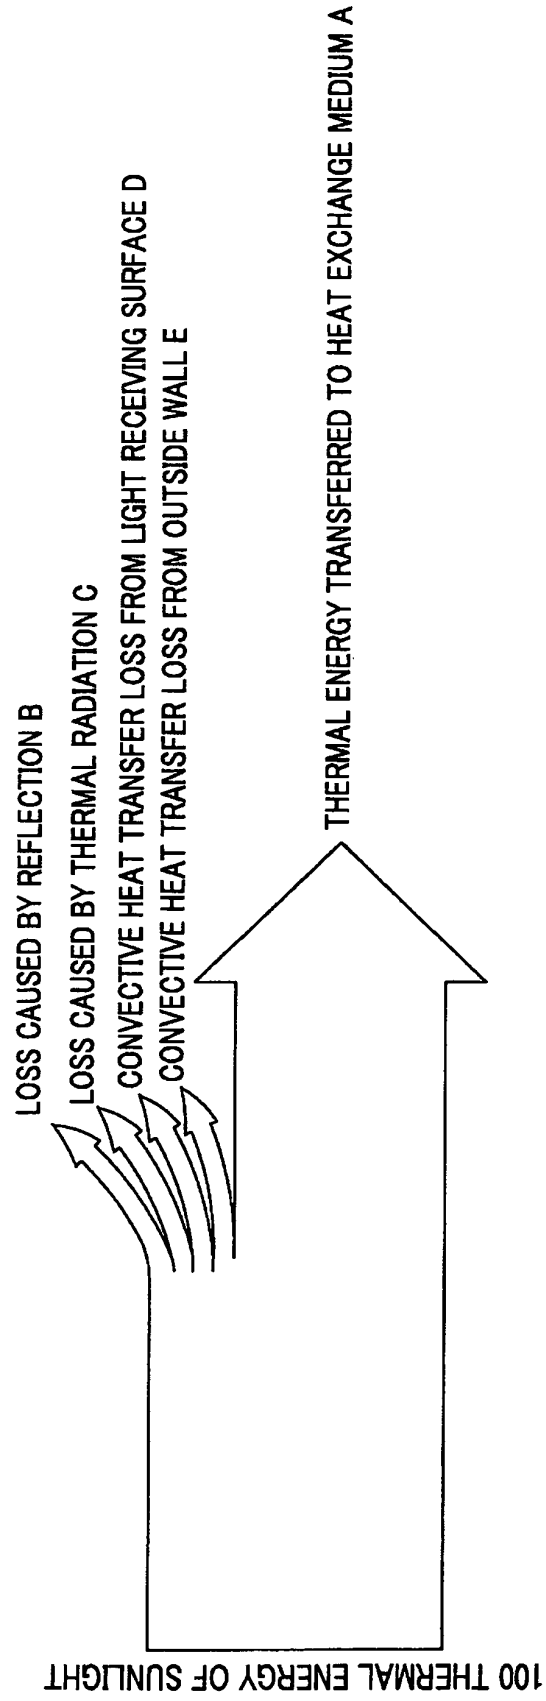 LOSS CAUSED BY REFLECTION B
LOSS CAUSED BY THERMAL RADIATION C
CONVECTIVE HEAT TRANSFER LOSS FROM LIGHT RECEIVING SURFACE D
CONVECTIVE HEAT TRANSFER LOSS FROM OUTSIDE WALL E
THERMAL ENERGY TRANSFERRED TO HEAT EXCHANGE MEDIUM A
100 THERMAL ENERGY OF SUNLIGHT